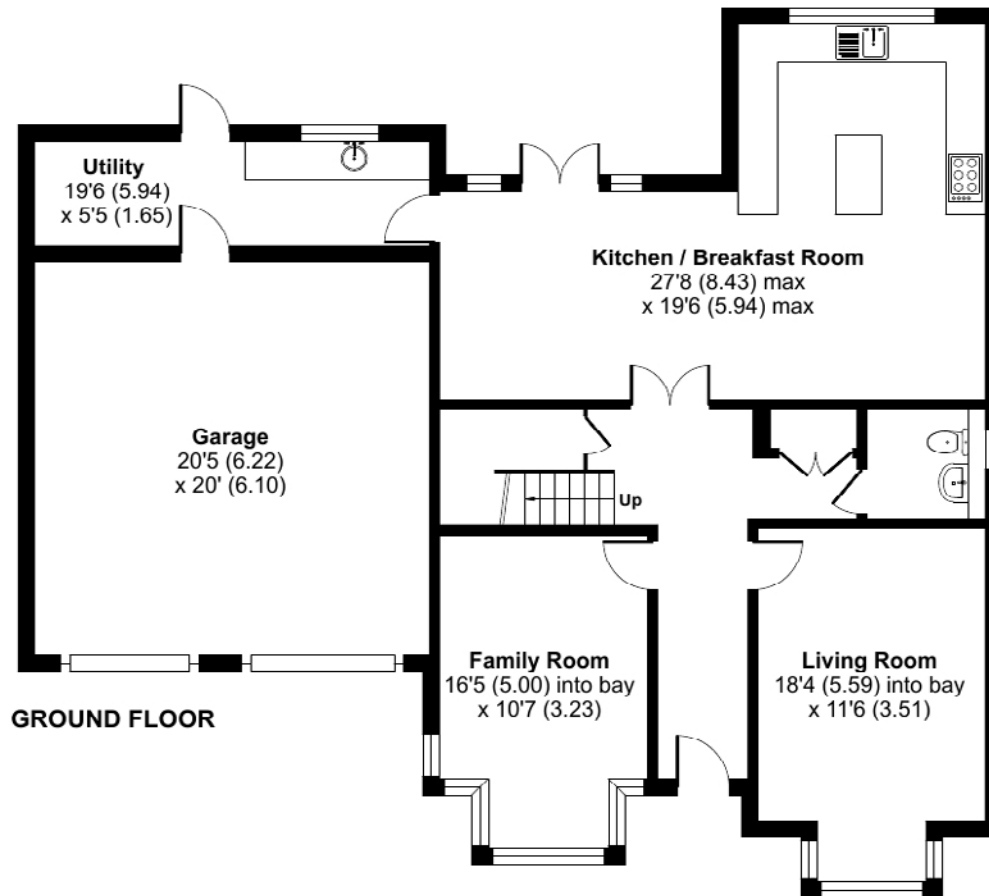 Utility
19'6 (5.94)
x 5'5 (1.65)
Kitchen / Breakfast Room
27'8 (8.43) max
x 19'6 (5.94) max
Garage
20'5 (6.22)
x 20' (6.10)
Up
Family Room
16'5 (5.00) into bay
x 10'7 (3.23)
Living Room
18'4 (5.59) into bay
x 11'6 (3.51)
GROUND FLOOR